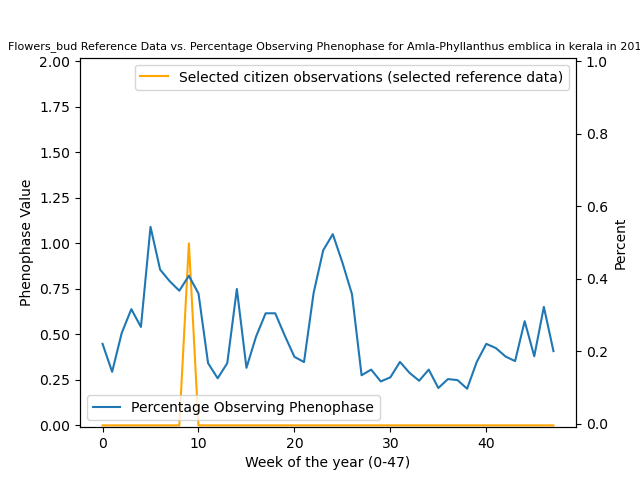 Flowers_bud Reference Data vs. Percentage Observing Phenophase for Amla-Phyllanthus emblica in kerala in 201
Selected citizen observations (selected reference data)
2.00
1.75
1.50
1.25
1.00
0.75
0.50
0.25
0.00
Phenophase Value
1.0
0.8
0.6
0.4
0.2
0.0
Percent
Percentage Observing Phenophase
0 10 20 30 40
Week of the year (0-47)